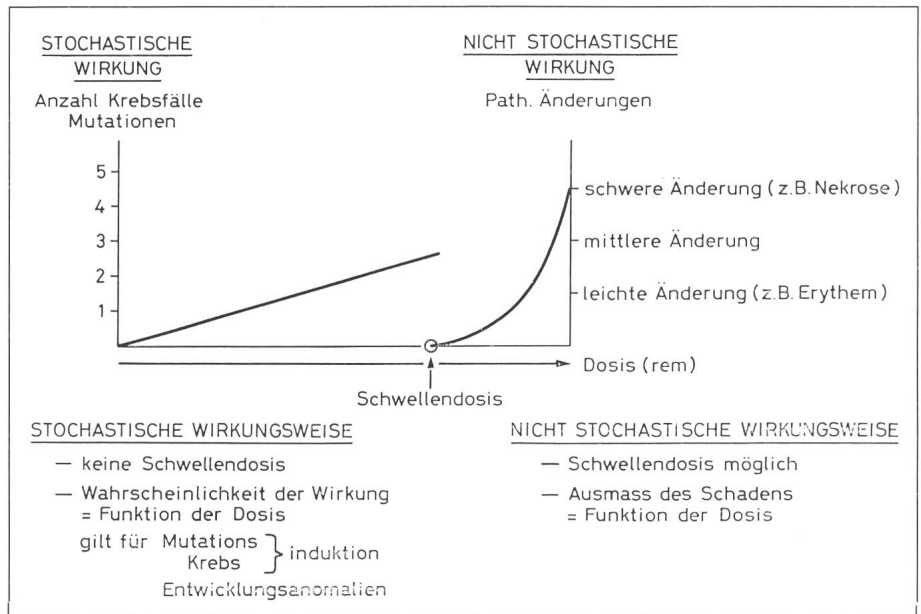 STOCHASTISCHE
WIRKUNG
Anzahl Krebsfälle
Mutationen
5
4
3
2
1
NICHT STOCHASTISCHE
WIRKUNG
Path. Änderungen
schwere Änderung (z.B. Nekrose)
mittlere Änderung
leichte Änderung (z.B. Erythem)
Dosis (rem)
Schwellendosis
STOCHASTISCHE WIRKUNGSWEISE
— keine Schwellendosis
— Wahrscheinlichkeit der Wirkung
= Funktion der Dosis
gilt für Mutations
Krebs } induktion
Entwicklungsanomalien
NICHT STOCHASTISCHE WIRKUNGSWEISE
— Schwellendosis möglich
— Ausmass des Schadens
= Funktion der Dosis